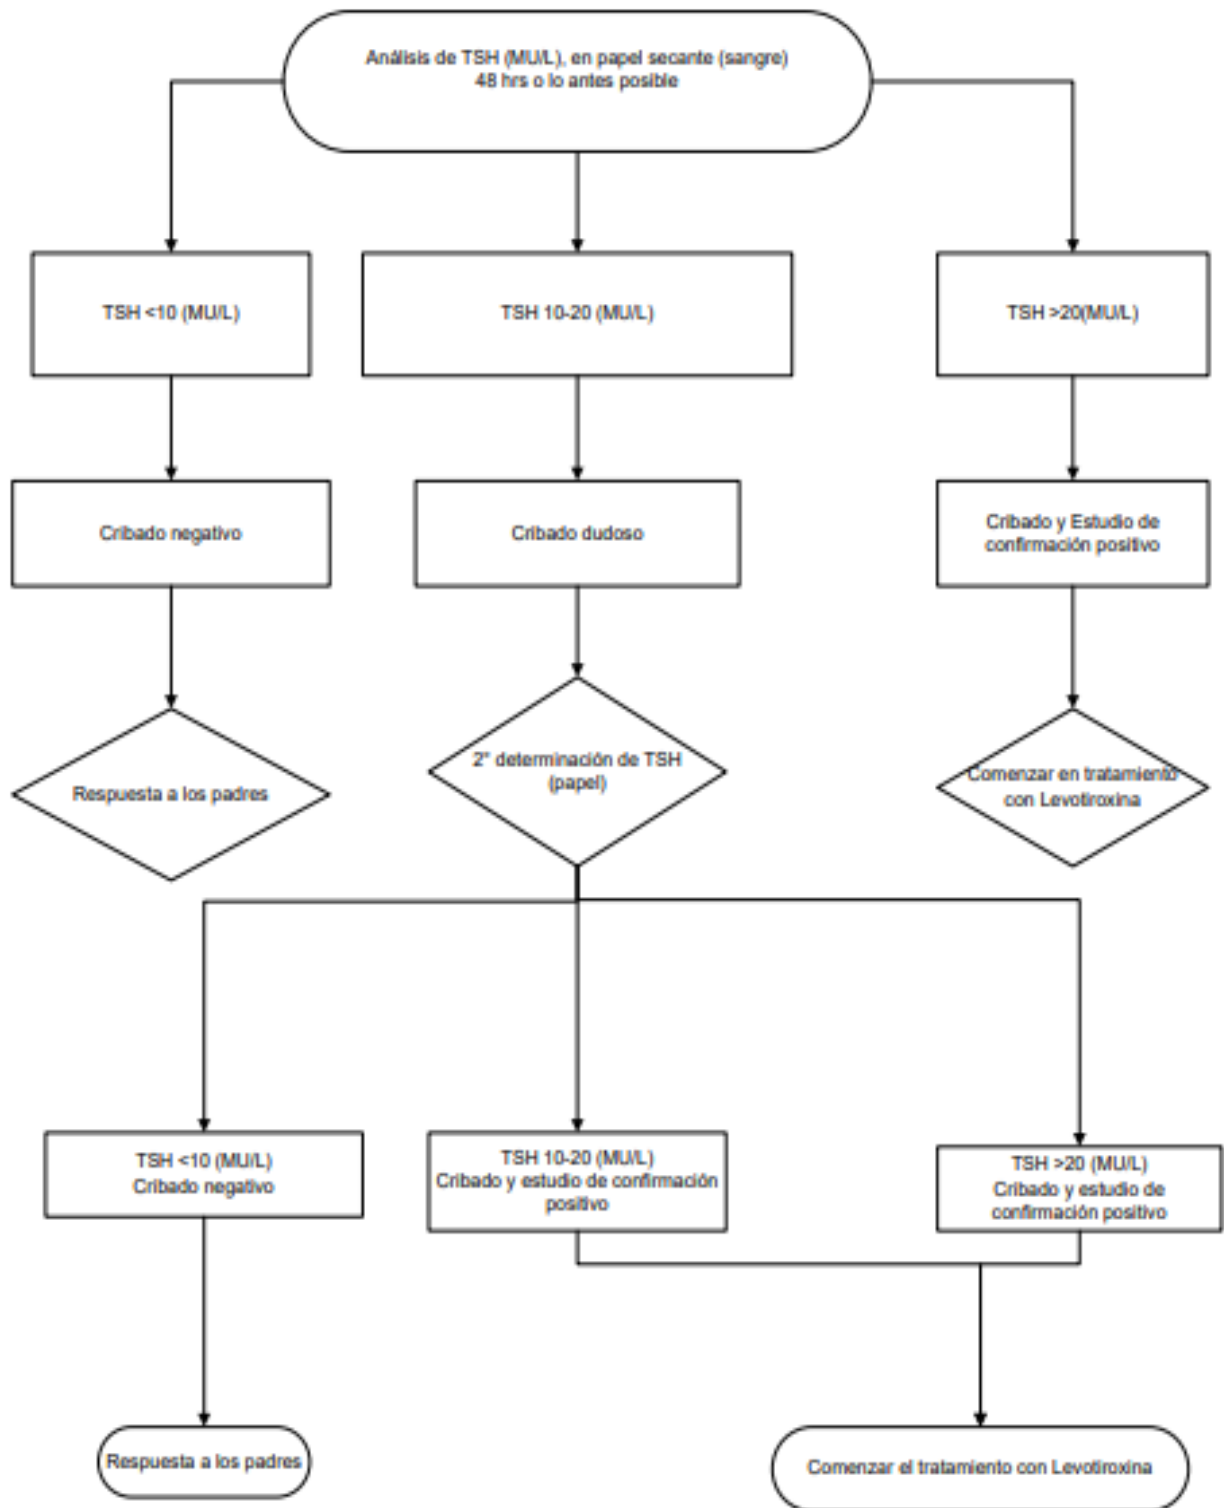 Análisis de TSH (MU/L), en papel secante (sangre)
48 hrs o lo antes posible
TSH <10 (MU/L)
TSH 10-20 (MU/L)
TSH >20(MU/L)
Cribado negativo
Cribado dudoso
Cribado y Estudio de
confirmación positivo
Respuesta a los padres
2" determinación de TSH
(papel)
Comenzar en tratamiento
con Levotiroxina
TSH <10 (MU/L)
Cribado negativo
TSH 10-20 (MU/L)
Cribado y estudio de confirmación
positivo
TSH >20 (MU/L)
Cribado y estudio de
confirmación positivo
Respuesta a los padres
Comenzar el tratamiento con Levotiroxina